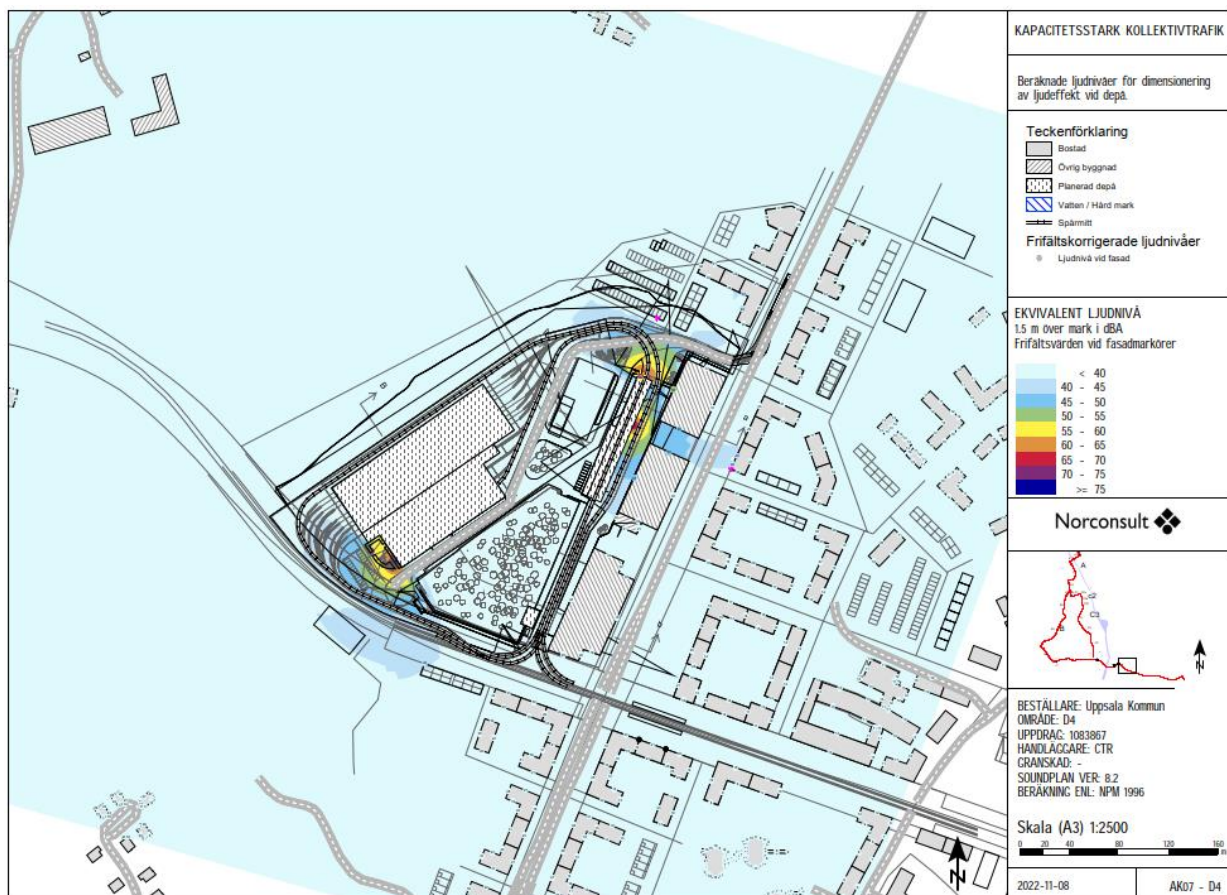 KAPACITETSSTARK KOLLEKTIVTRAFIK
Beräknade ljudnivåer för dimensionering
av ljudeffekt vid depå.
Teckenförklaring
Bostad
Övrig byggnad
Planerad depå
Vatten / Hård mark
Spårmitt
Frifältskorrigerade ljudnivåer
Ljudnivå vid fasad
EKVIVALENT LJUDNIVÅ
1.5 m över mark i dBA
Frifältsvärden vid fasadmarkörer
< 40
40 - 45
45 - 50
50 - 55
55 - 60
60 - 65
65 - 70
70 - 75
>= 75
Norconsult
A
C2
C3
B
N
BESTÄLLARE: Uppsala Kommun
OMRÅDE: D4
UPPDRAG: 1083867
HANDLÄGGARE: CTR
GRANSKAD: -
SOUNDPLAN VER: 8.2
BERÄKNING ENL: NPM 1996
Skala (A3) 1:2500
0 20 40 60 80 120 160
m
N
2022-11-08
AK07 - D4